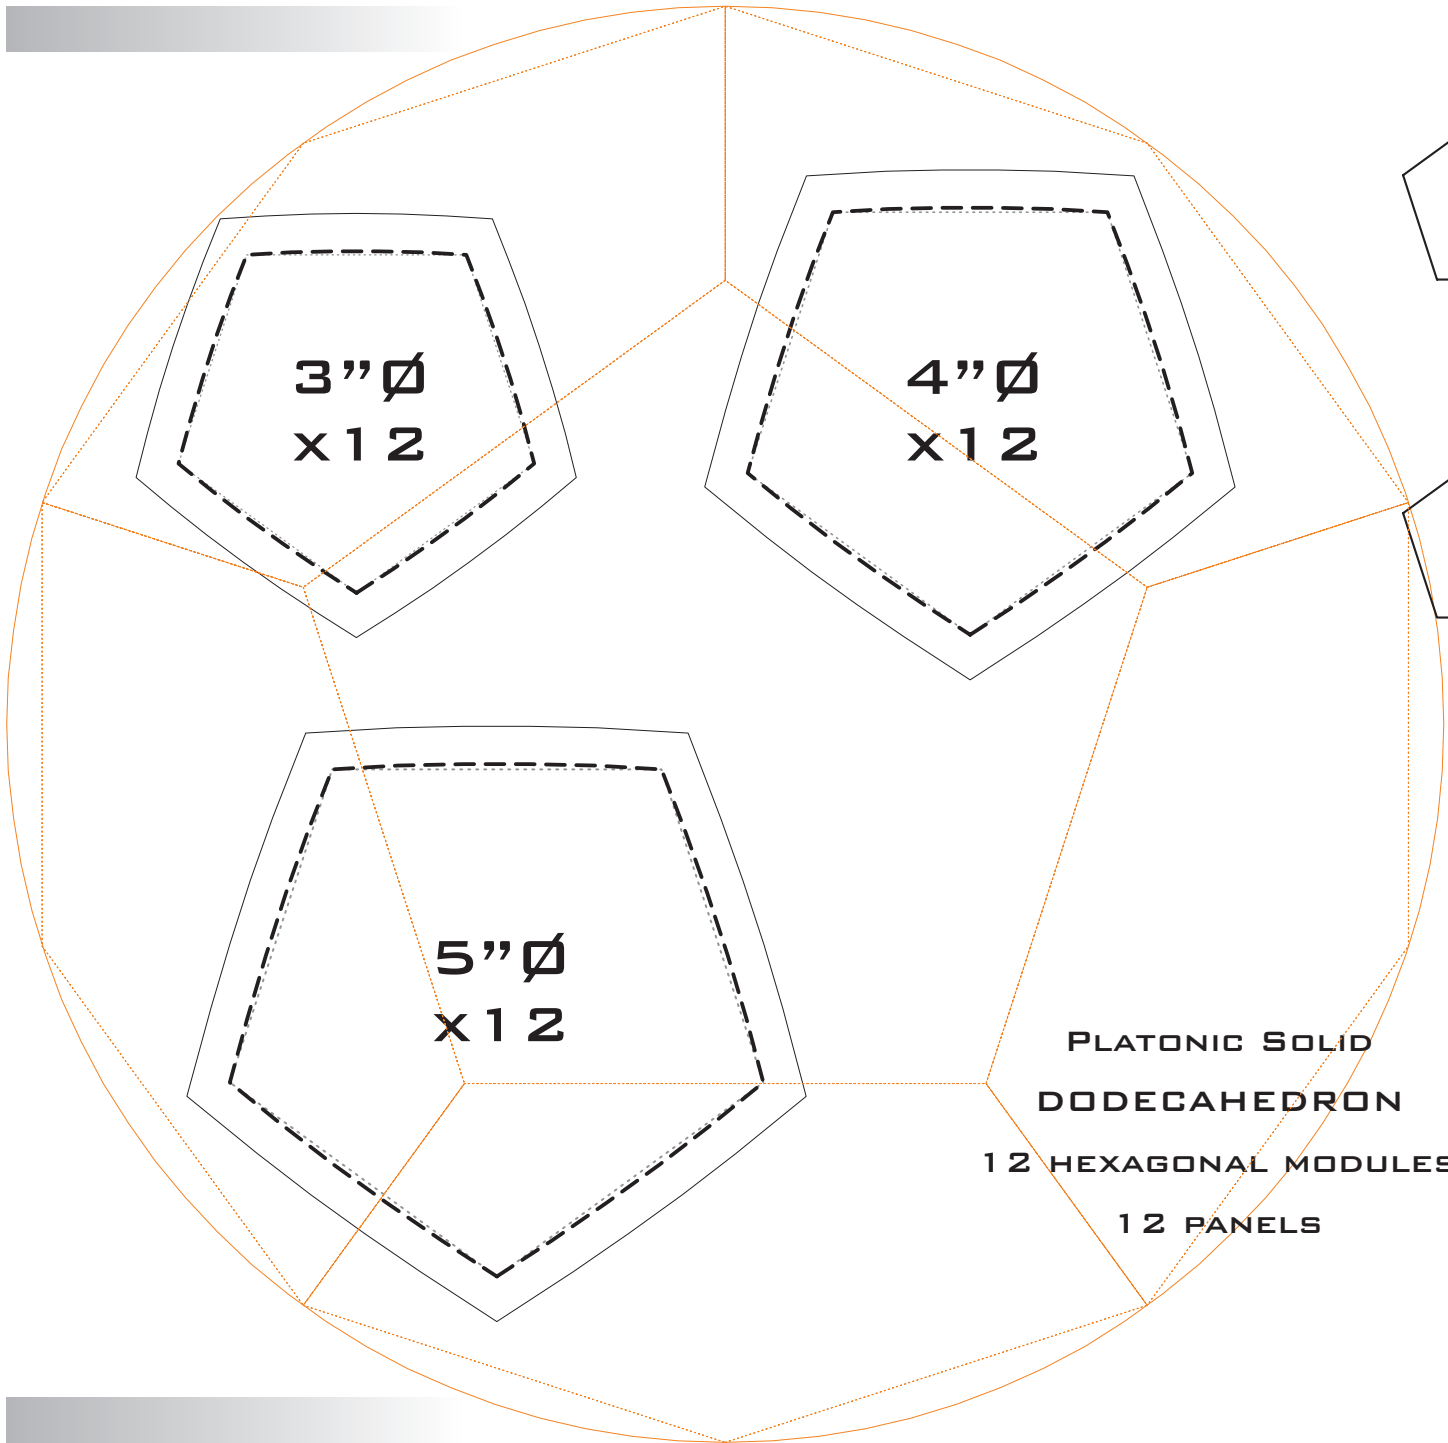 3”Ø
x12
4”Ø
x12
5”Ø
x12
Platonic Solid
DODECAHEDRON
12 hexagonal modules
12 panels